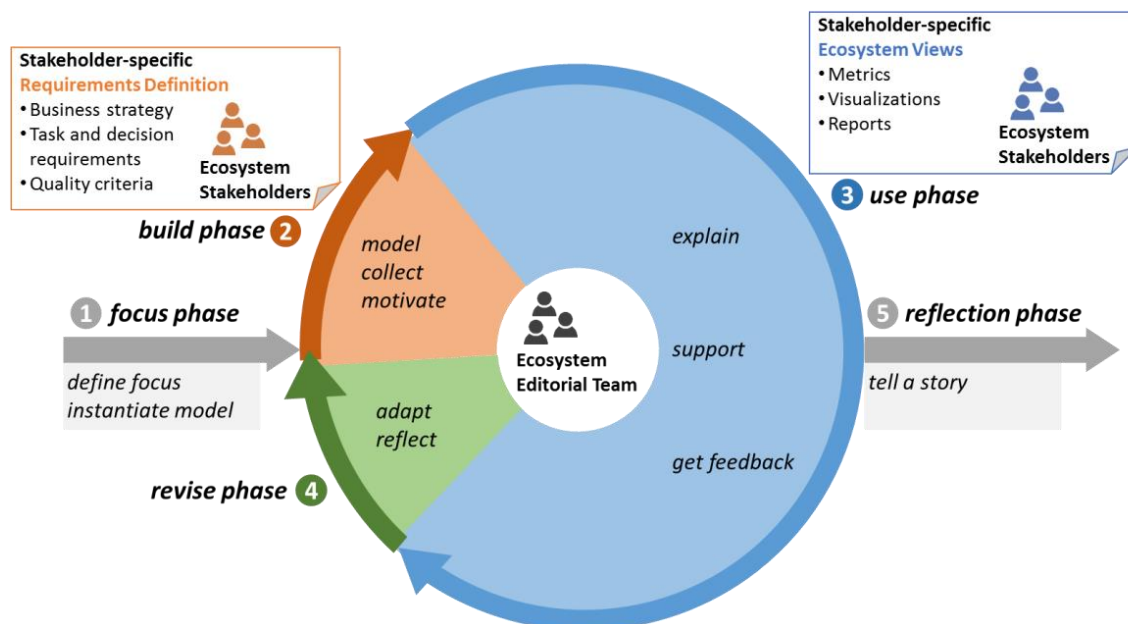 Stakeholder-specific
Requirements Definition
• Business strategy
• Task and decision
requirements
• Quality criteria
Ecosystem
Stakeholders
Stakeholder-specific
Ecosystem Views
• Metrics
• Visualizations
• Reports
Ecosystem
Stakeholders
build phase 2
3 use phase
model
collect
motivate
explain
1 focus phase
define focus
instantiate model
Ecosystem
Editorial Team
support
5 reflection phase
tell a story
adapt
reflect
get feedback
revise phase 4